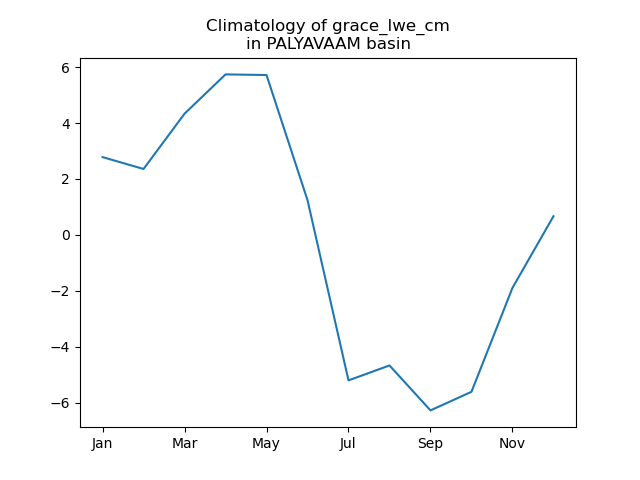 Climatology of grace_lwe_cm
in PALYAVAAM basin
6
4
2
0
−2
−4
−6
Jan
Mar
May
Jul
Sep
Nov